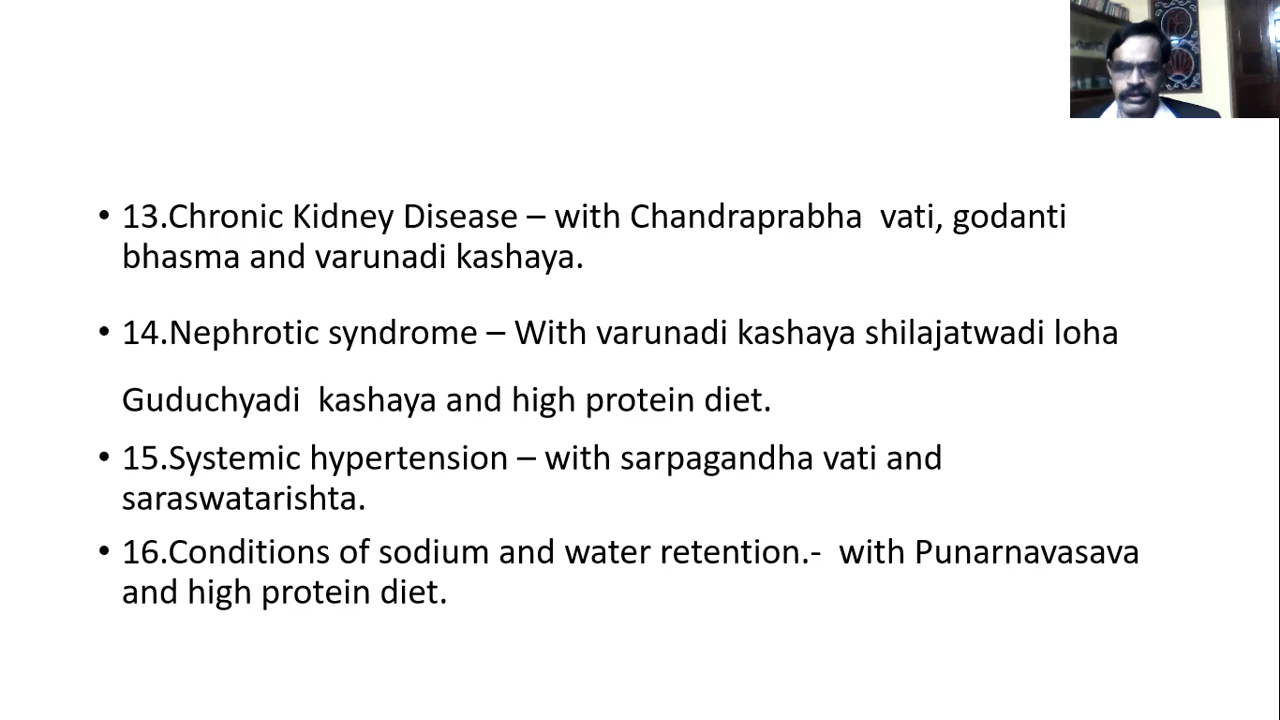 • 13.Chronic Kidney Disease – with Chandraprabha  vati, godanti
bhasma and varunadi kashaya.
• 14.Nephrotic syndrome – With varunadi kashaya shilajatwadi loha
Guduchyadi  kashaya and high protein diet.
• 15.Systemic hypertension – with sarpagandha vati and
saraswatarishta.
• 16.Conditions of sodium and water retention.-  with Punarnavasava
and high protein diet.